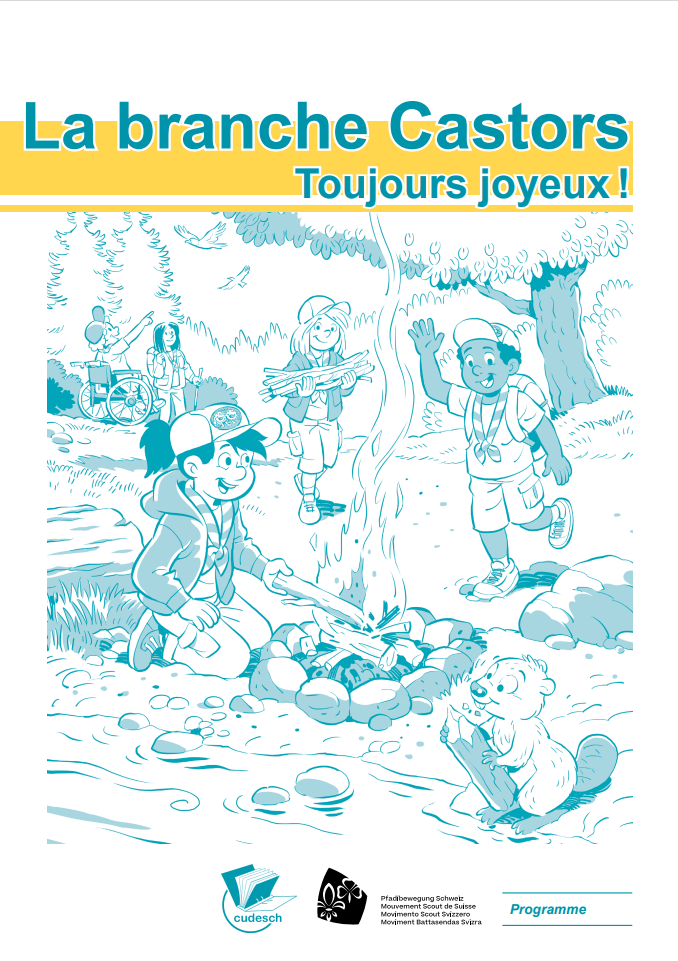 La branche Castors
Toujours joyeux !
cudesch
Pfadibewegung Schweiz
Mouvement Scout de Suisse
Movimento Scout Svizzero
Moviment Battasendas Svizra
Programme